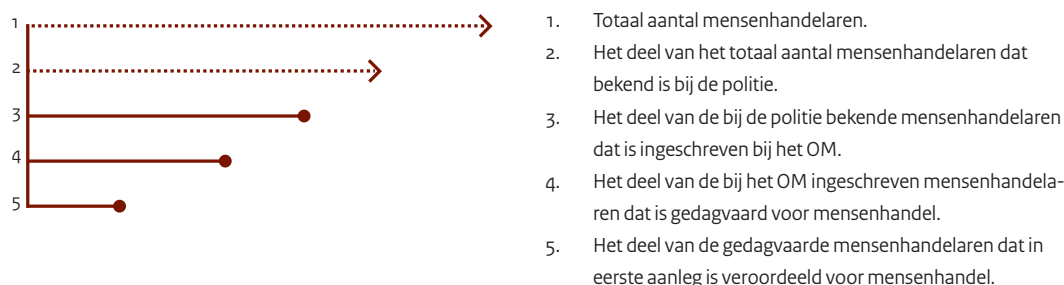 1
2
3
4
5
1. Totaal aantal mensenhandelaren.
2. Het deel van het totaal aantal mensenhandelaren dat
bekend is bij de politie.
3. Het deel van de bij de politie bekende mensenhandelaren
dat is ingeschreven bij het OM.
4. Het deel van de bij het OM ingeschreven mensenhandela-
ren dat is gedagvaard voor mensenhandel.
5. Het deel van de gedagvaarde mensenhandelaren dat in
eerste aanleg is veroordeeld voor mensenhandel.